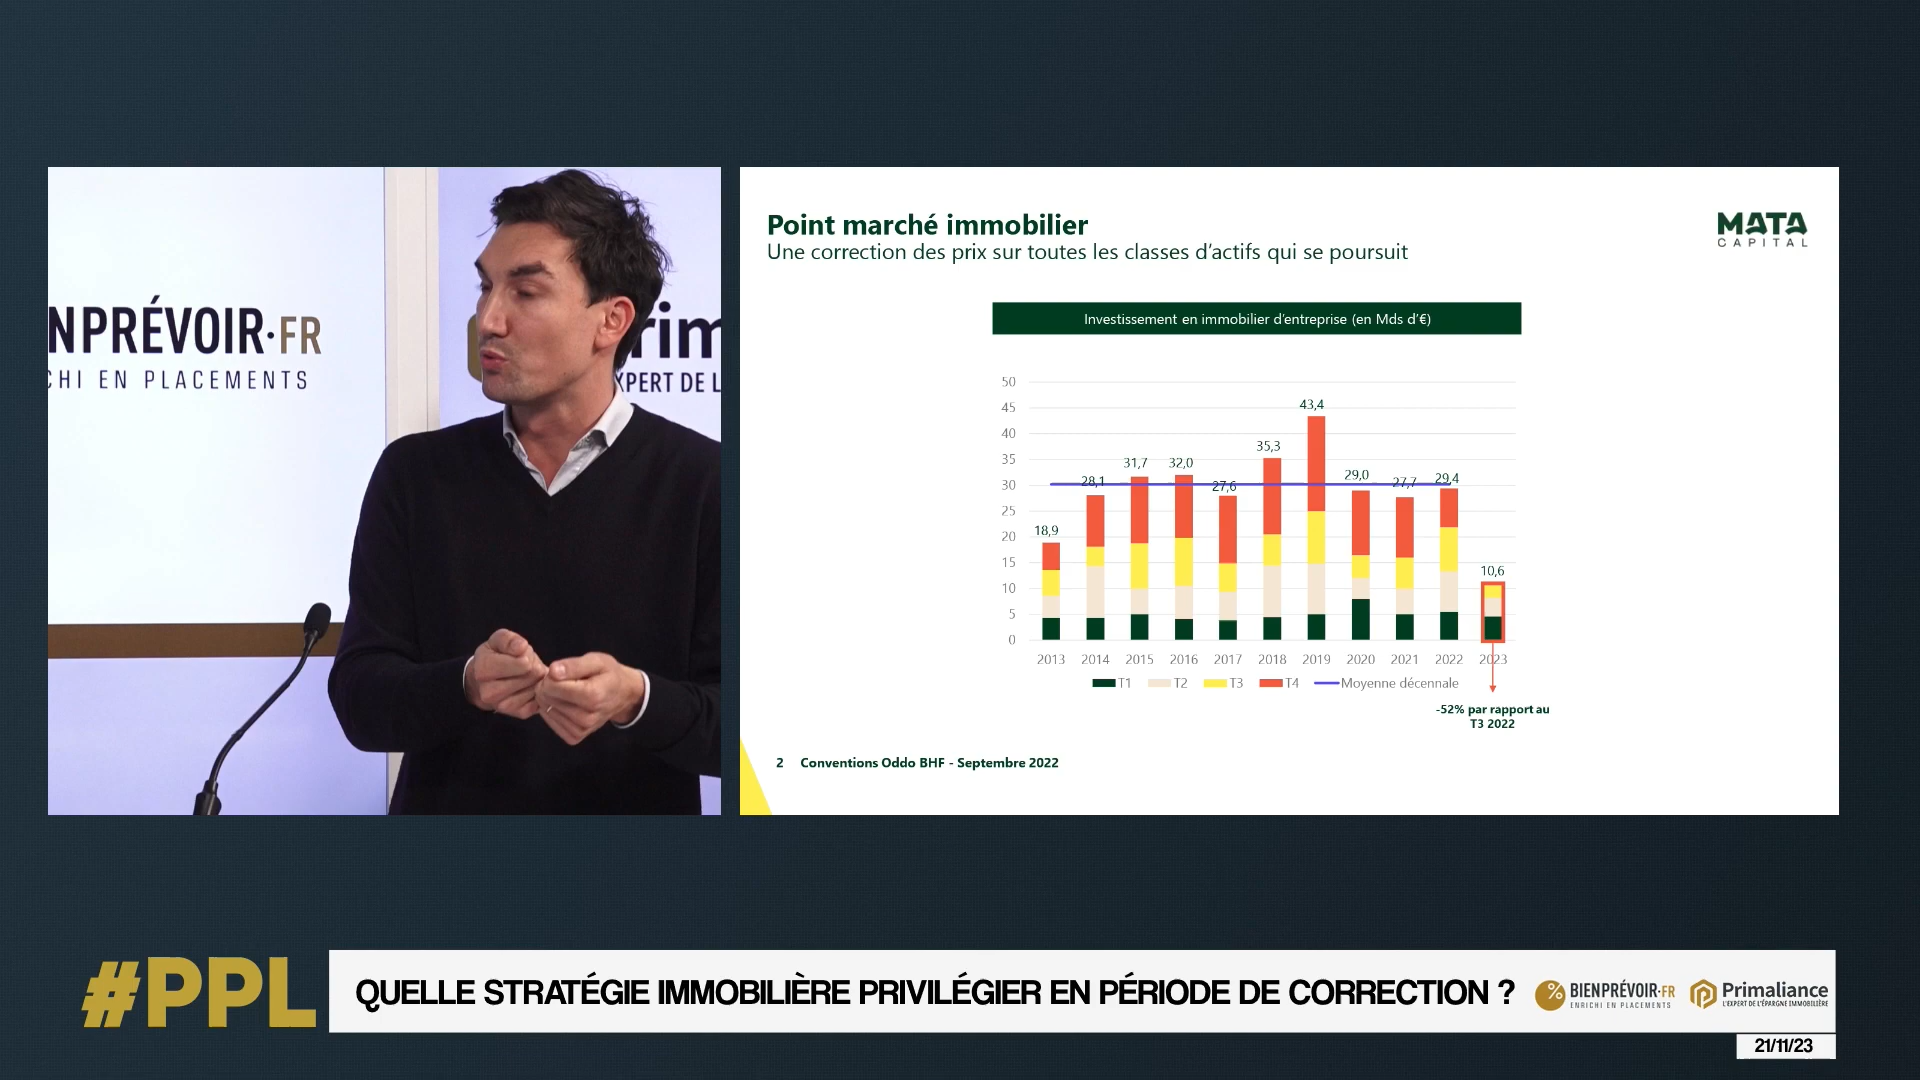 NPRÉVOIR·FR
CHI EN PLACEMENTS
rim
XPERT DE L
Point marché immobilier
Une correction des prix sur toutes les classes d'actifs qui se poursuit
MATA
CAPITAL
Investissement en immobilier d'entreprise (en Mds d'€)
50
45
40
35
30
25
20
15
10
5
0
18,9
28,1
31,7
32,0
27,6
35,3
43,4
29,0
27,7
29,4
10,6
2013 2014 2015 2016 2017 2018 2019 2020 2021 2022 2023
T1 T2 T3 T4 Moyenne décennale
-52% par rapport au
T3 2022
2 Conventions Oddo BHF - Septembre 2022
#PPL
QUELLE STRATÉGIE IMMOBILIÈRE PRIVILÉGIER EN PÉRIODE DE CORRECTION ?
% BIENPRÉVOIR·FR
ENRICHI EN PLACEMENTS
Primaliance
L'EXPERT DE L'ÉPARGNE IMMOBILIÈRE
21/11/23